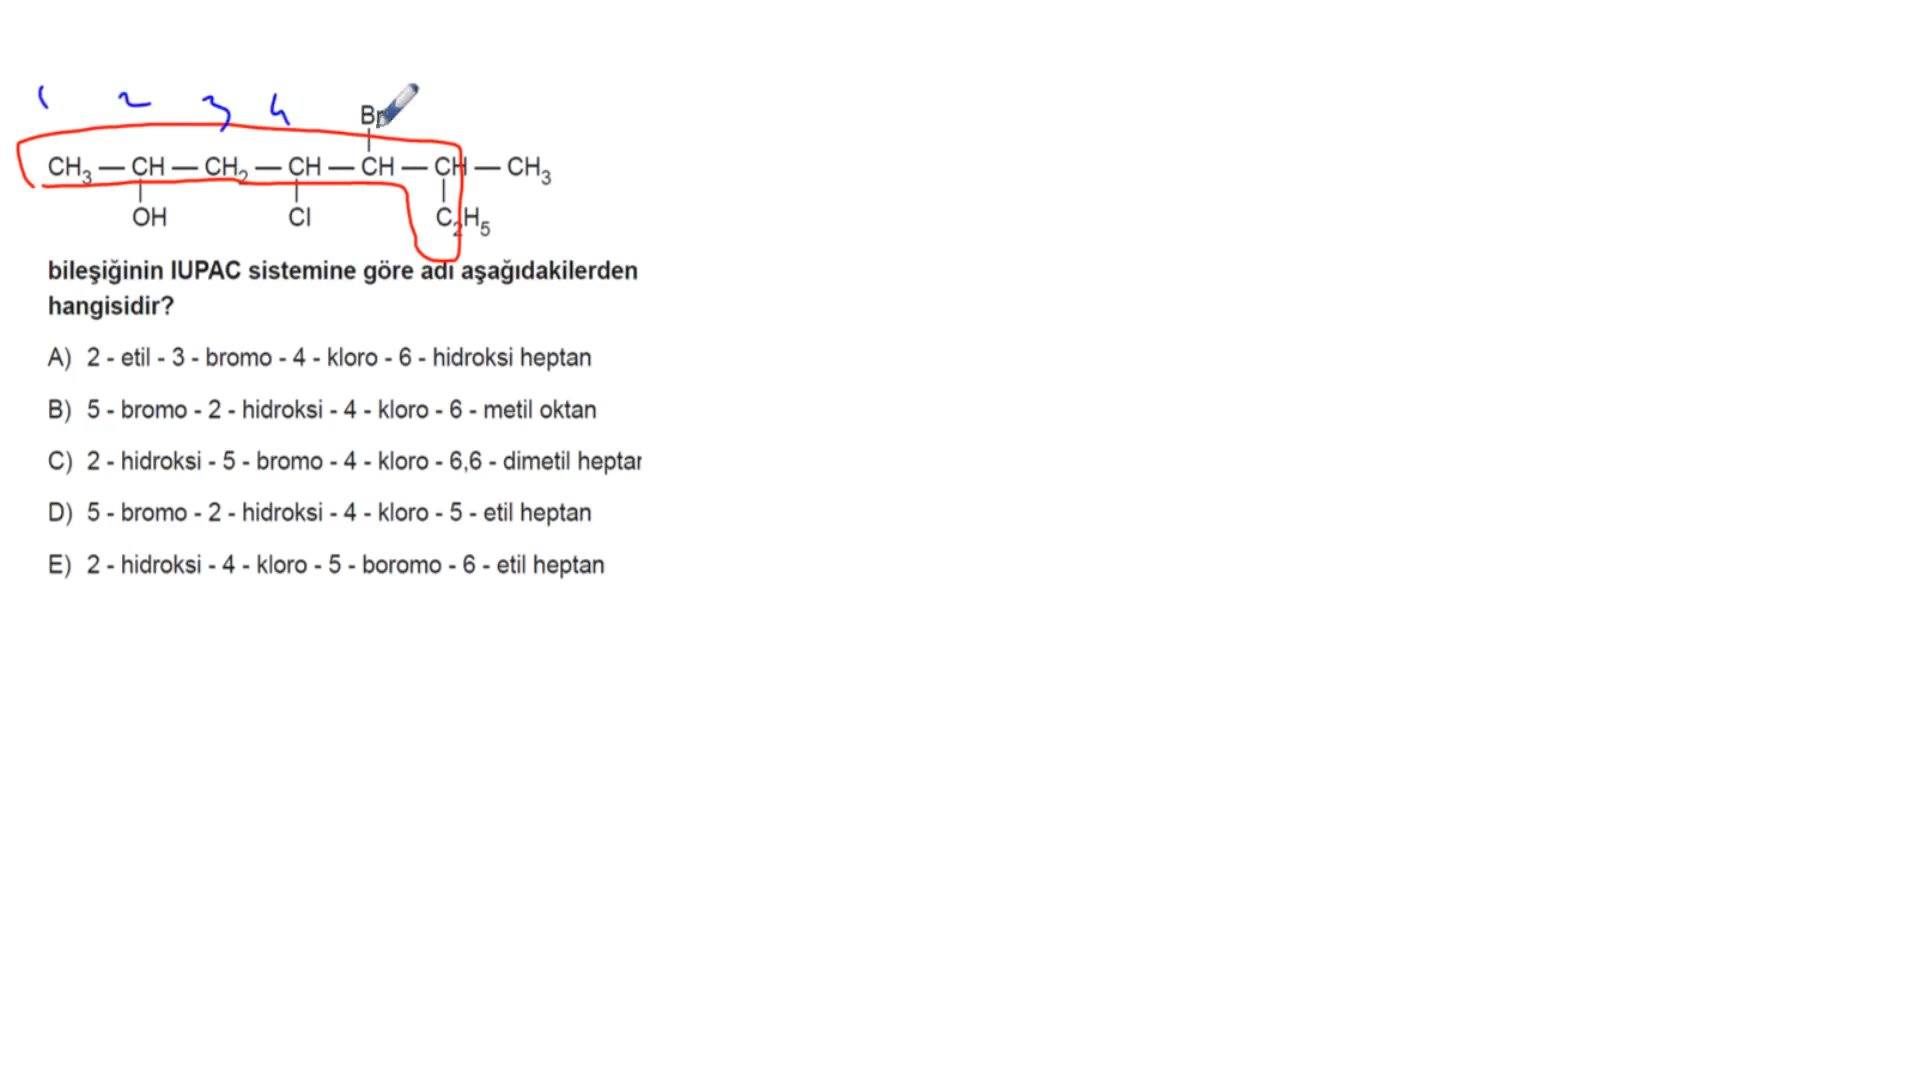 1 2 3 4
Br
CH3 — CH — CH2 — CH — CH — CH — CH3
OH Cl C2H5
bileşiğinin IUPAC sistemine göre adı aşağıdakilerden
hangisidir?
A) 2 - etil - 3 - bromo - 4 - kloro - 6 - hidroksi heptan
B) 5 - bromo - 2 - hidroksi - 4 - kloro - 6 - metil oktan
C) 2 - hidroksi - 5 - bromo - 4 - kloro - 6,6 - dimetil heptar
D) 5 - bromo - 2 - hidroksi - 4 - kloro - 5 - etil heptan
E) 2 - hidroksi - 4 - kloro - 5 - boromo - 6 - etil heptan